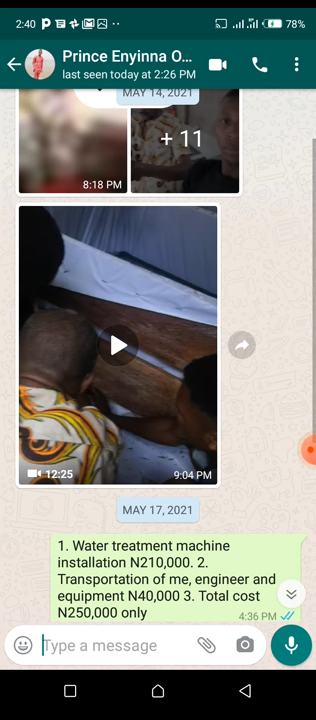 2:40
78%
Prince Enyinna O...
last seen today at 2:26 PM
MAY 14, 2021
+ 11
8:18 PM
12:25
9:04 PM
MAY 17, 2021
1. Water treatment machine
installation N210,000. 2.
Transportation of me, engineer and
equipment N40,000 3. Total cost
N250,000 only
4:36 PM
Type a message